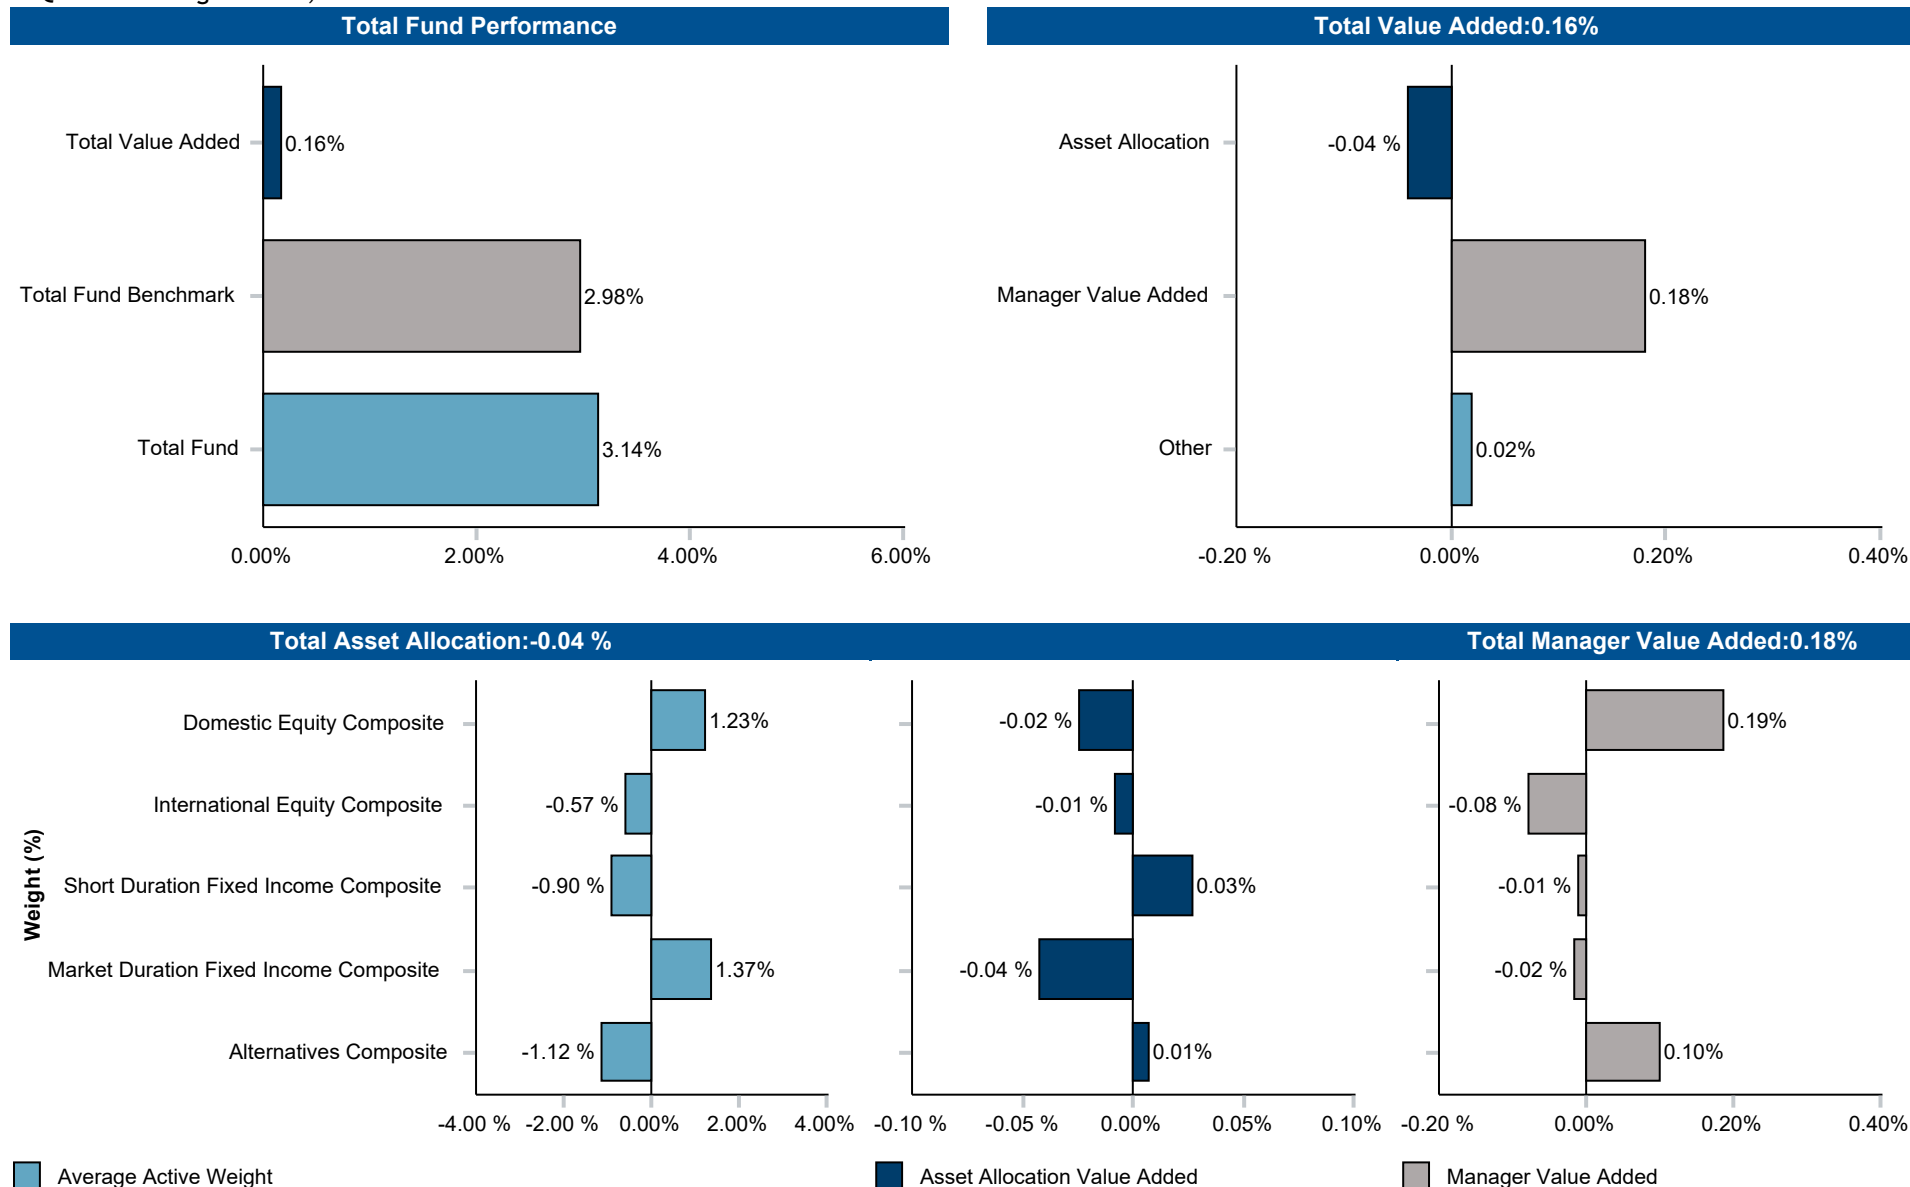 Total Fund Performance
Total Value Added
0.16%
Total Fund Benchmark
2.98%
Total Fund
3.14%
0.00% 2.00% 4.00% 6.00%
Total Value Added:0.16%
Asset Allocation
-0.04 %
Manager Value Added
0.18%
Other
0.02%
-0.20 % 0.00% 0.20% 0.40%
Total Asset Allocation:-0.04 %
Total Manager Value Added:0.18%
Weight (%)
Domestic Equity Composite 1.23% -0.02 % 0.19%
International Equity Composite -0.57 % -0.01 % -0.08 %
Short Duration Fixed Income Composite -0.90 % 0.03% -0.01 %
Market Duration Fixed Income Composite 1.37% -0.04 % -0.02 %
Alternatives Composite -1.12 % 0.01% 0.10%
-4.00 % -2.00 % 0.00% 2.00% 4.00% -0.10 % -0.05 % 0.00% 0.05% 0.10% -0.20 % 0.00% 0.20% 0.40%
Average Active Weight Asset Allocation Value Added Manager Value Added